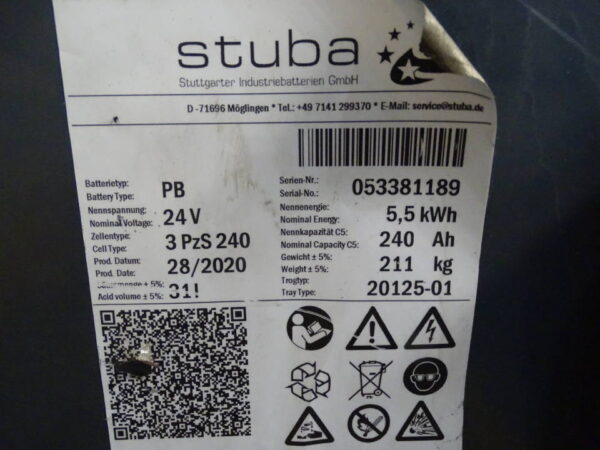 stuba
Stuttgarter Industriebatterien GmbH
D -71696 Möglingen * Tel.: +49 7141 299370 * E-Mail: service@stuba.de
Batterietyp:
Battery Type: PB
Nennspannung:
Nominal Voltage: 24 V
Zellentype:
Cell Type: 3 PzS 240
Prod. Datum:
Prod. Date: 28/2020
Säuremenge ± 5%:
Acid volume ± 5%: 31l
Serien-Nr.:
Serial-No.: 053381189
Nennenergie:
Nominal Energy: 5,5 kWh
Nennkapazität C5:
Nominal Capacity C5: 240 Ah
Gewicht ± 5%:
Weight ± 5%: 211 kg
Trogtyp:
Tray Type: 20125-01